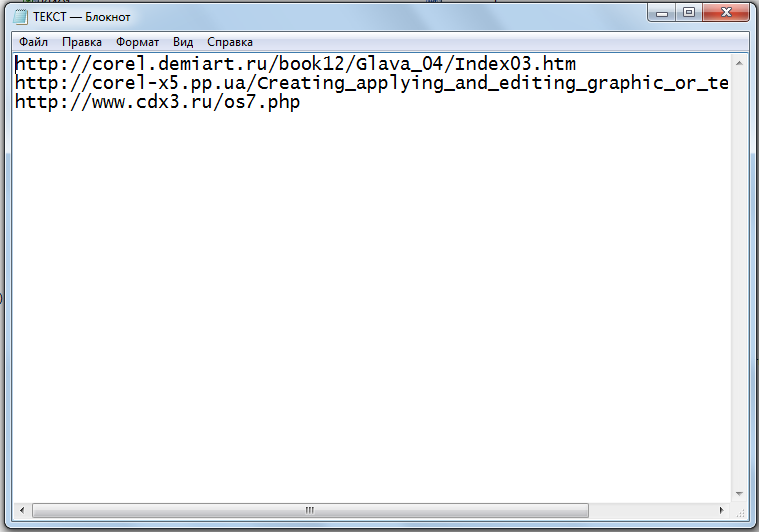 ТЕКСТ — Блокнот
Файл Правка Формат Вид Справка
http://corel.demiart.ru/book12/Glava_04/Index03.htm
http://corel-x5.pp.ua/Creating_applying_and_editing_graphic_or_te
http://www.cdx3.ru/os7.php